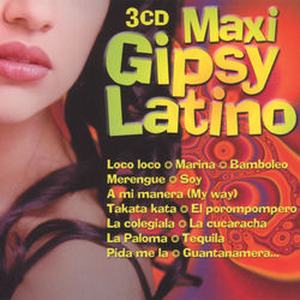 3CD Maxi
Gipsy
Latino
Loco loco o Marina o Bamboleo
Merengue o Soy
A mi manera (My way)
Takata kata o El porompompero
La colegiala o La cucaracha
La Paloma o Tequila
Pida me la o Guantanamera...